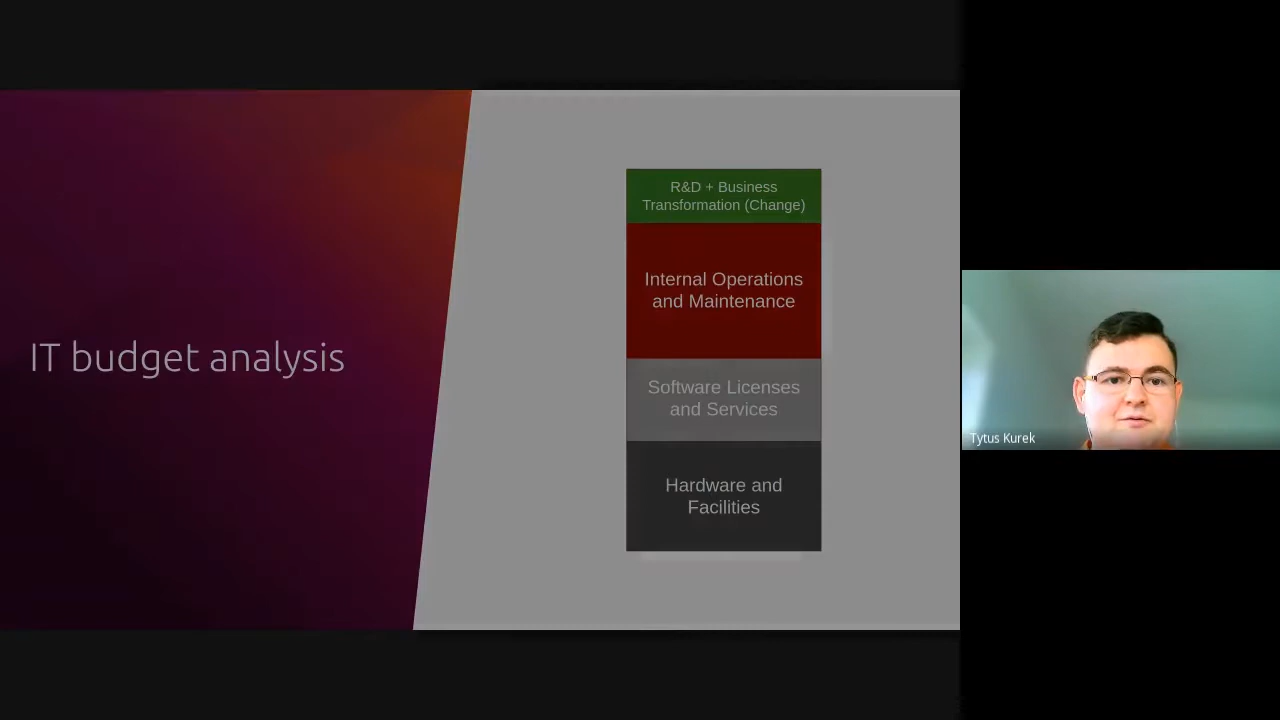 IT budget analysis
R&D + Business
Transformation (Change)
Internal Operations
and Maintenance
Software Licenses
and Services
Hardware and
Facilities
Tytus Kurek